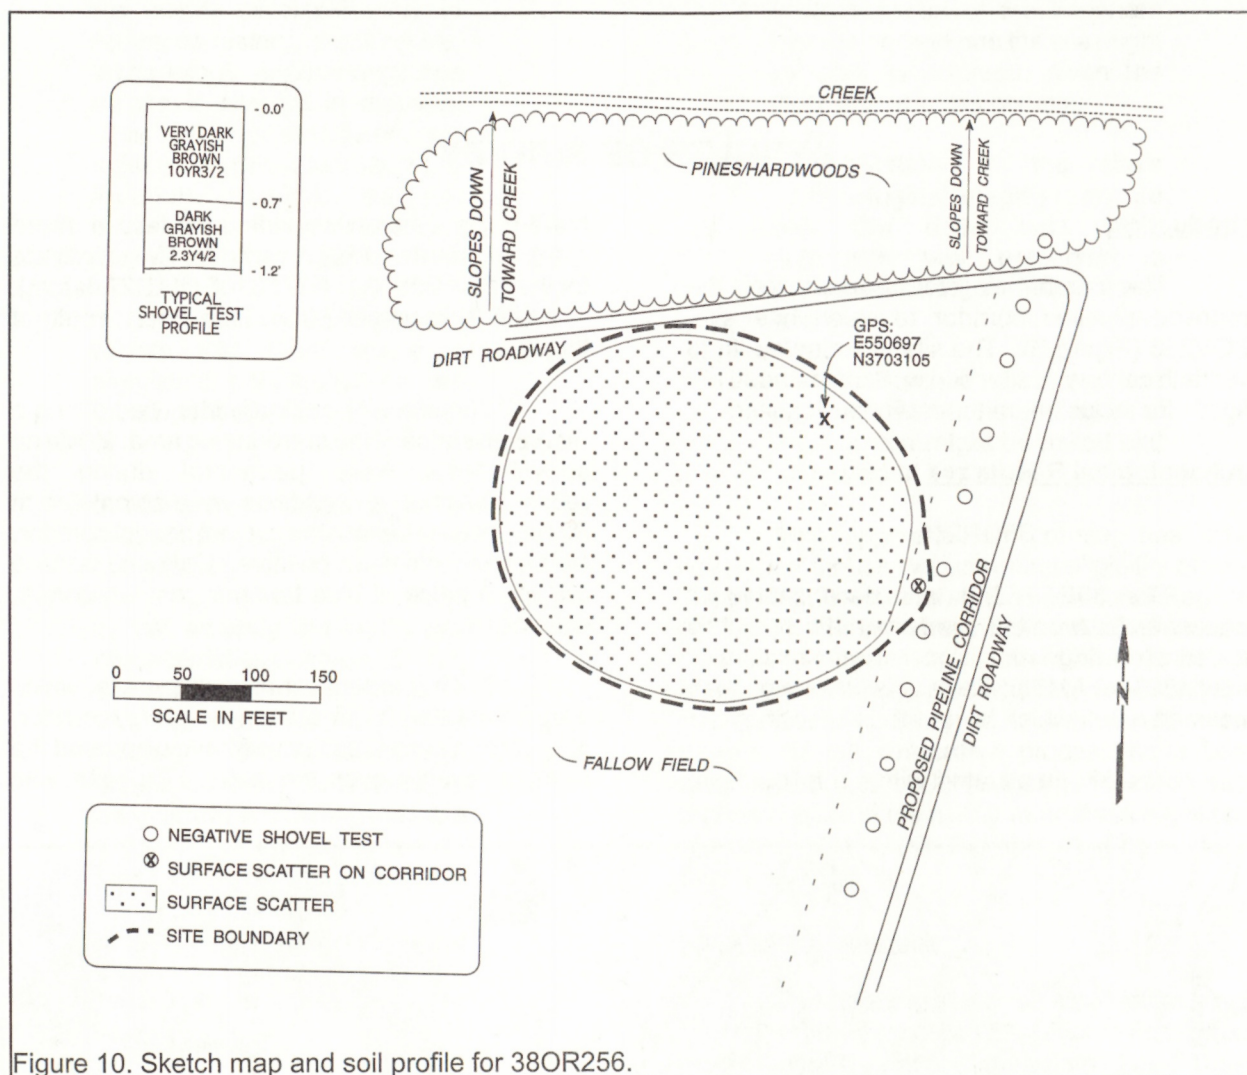 - 0.0'
VERY DARK
GRAYISH
BROWN
10YR3/2
- 0.7'
DARK
GRAYISH
BROWN
2.3Y4/2
- 1.2'
TYPICAL
SHOVEL TEST
PROFILE
CREEK
PINES/HARDWOODS
SLOPES DOWN
TOWARD CREEK
SLOPES DOWN
TOWARD CREEK
DIRT ROADWAY
GPS:
E550697
N3703105
X
PROPOSED PIPELINE CORRIDOR
DIRT ROADWAY
N
0 50 100 150
SCALE IN FEET
FALLOW FIELD
NEGATIVE SHOVEL TEST
SURFACE SCATTER ON CORRIDOR
SURFACE SCATTER
SITE BOUNDARY
Figure 10. Sketch map and soil profile for 38OR256.